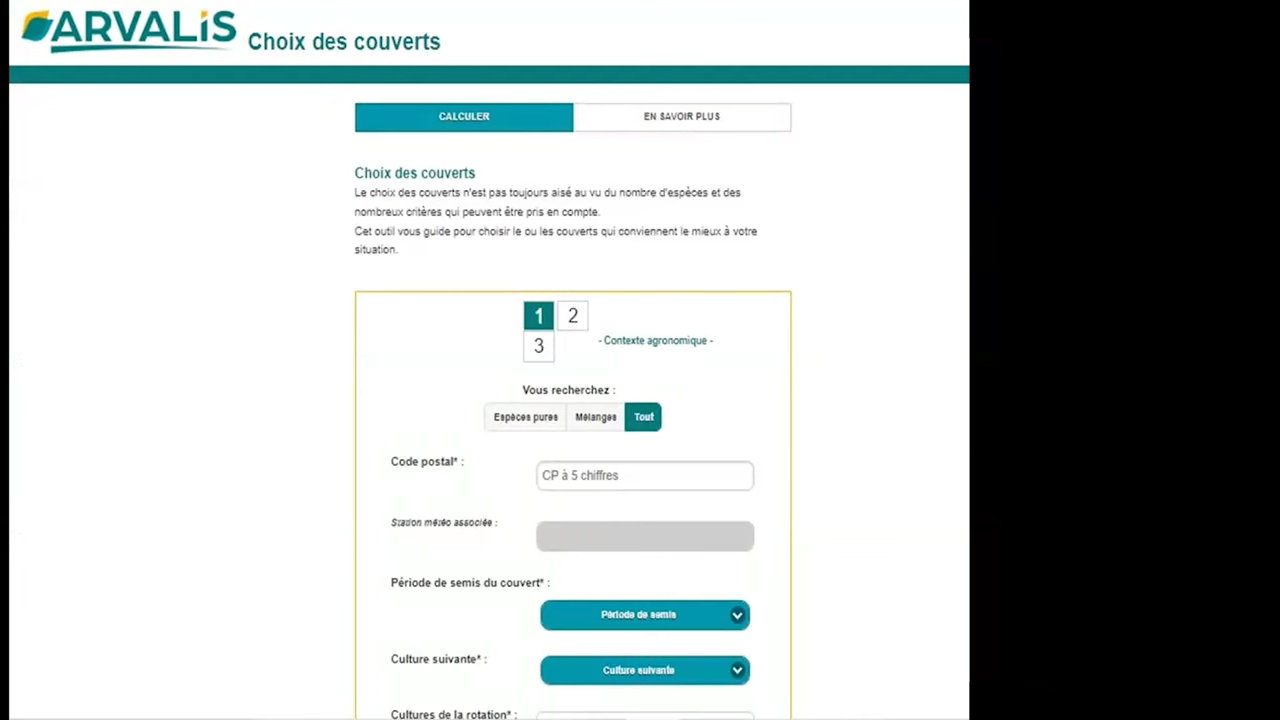 ARVALIS
Choix des couverts
CALCULER
EN SAVOIR PLUS
Choix des couverts
Le choix des couverts n'est pas toujours aisé au vu du nombre d'espèces et des
nombreux critères qui peuvent être pris en compte.
Cet outil vous guide pour choisir le ou les couverts qui conviennent le mieux à votre
situation.
1 2
3
- Contexte agronomique -
Vous recherchez :
Espèces pures Mélanges Tout
Code postal* :
CP à 5 chiffres
Station météo associée :
Période de semis du couvert* :
Période de semis
Culture suivante* :
Culture suivante
Cultures de la rotation* :